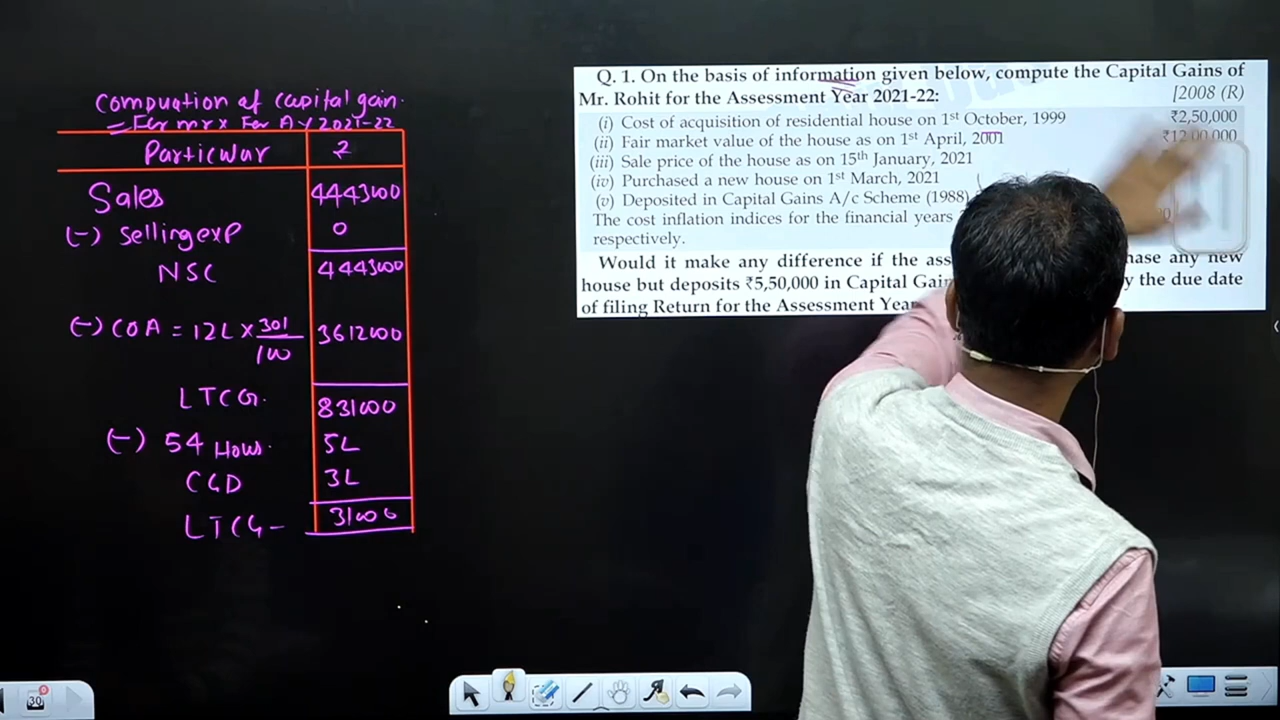 Compuation of capital gain.
For mr x For A Y 2021-22
Particular ₹
Sales 4443000
(-) Selling exp 0
NSC 4443000
(-) COA = 12L × 301/100 3612000
LTCG. 831000
(-) 54 Hous. 5L
CGD 3L
LTCG- 31000
Q. 1. On the basis of information given below, compute the Capital Gains of
Mr. Rohit for the Assessment Year 2021-22: [2008 (R)
(i) Cost of acquisition of residential house on 1st October, 1999 ₹2,50,000
(ii) Fair market value of the house as on 1st April, 2001 ₹12,00,000
(iii) Sale price of the house as on 15th January, 2021
(iv) Purchased a new house on 1st March, 2021
(v) Deposited in Capital Gains A/c Scheme (1988)
The cost inflation indices for the financial years
respectively.
Would it make any difference if the any new
house but deposits ₹5,50,000 in Capital the due date
of filing Return for the Assessment Year
30